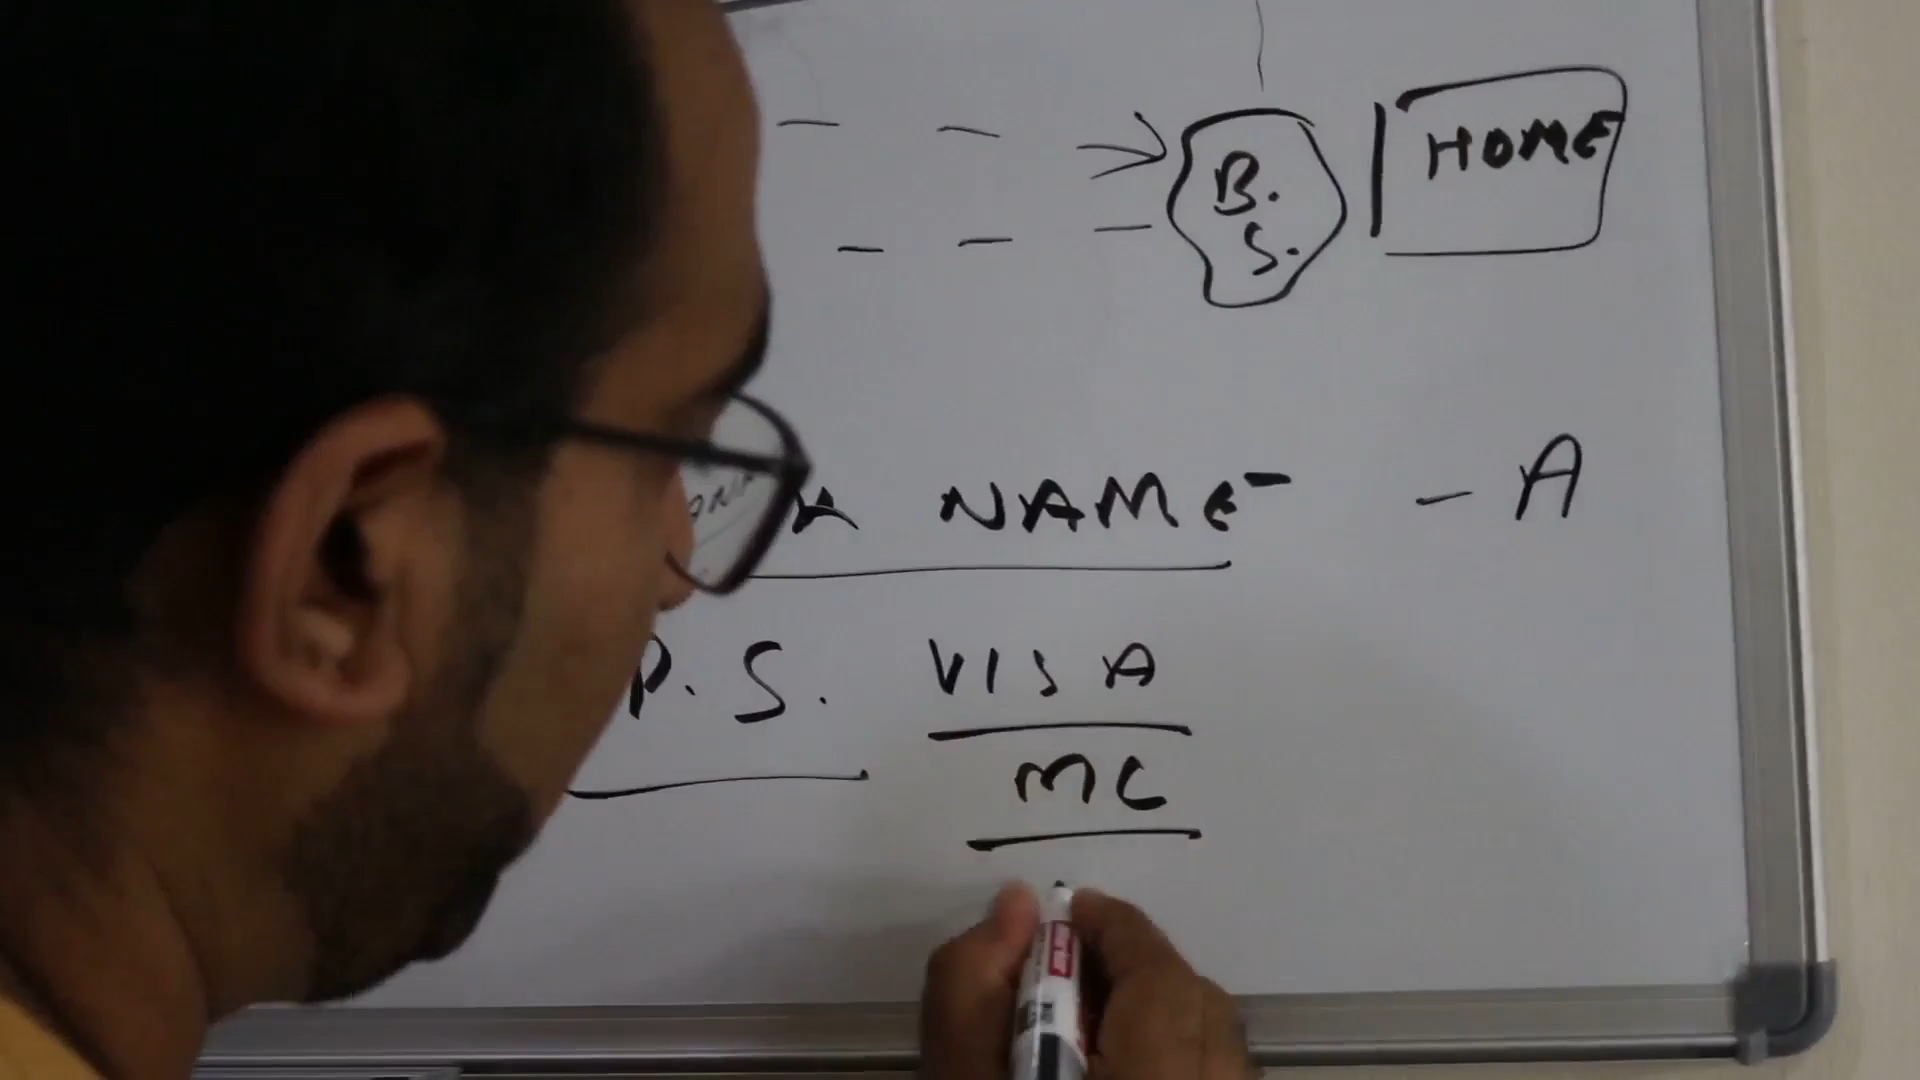 B.
S.
HOME
NAME - - A
P. S. VISA
MC